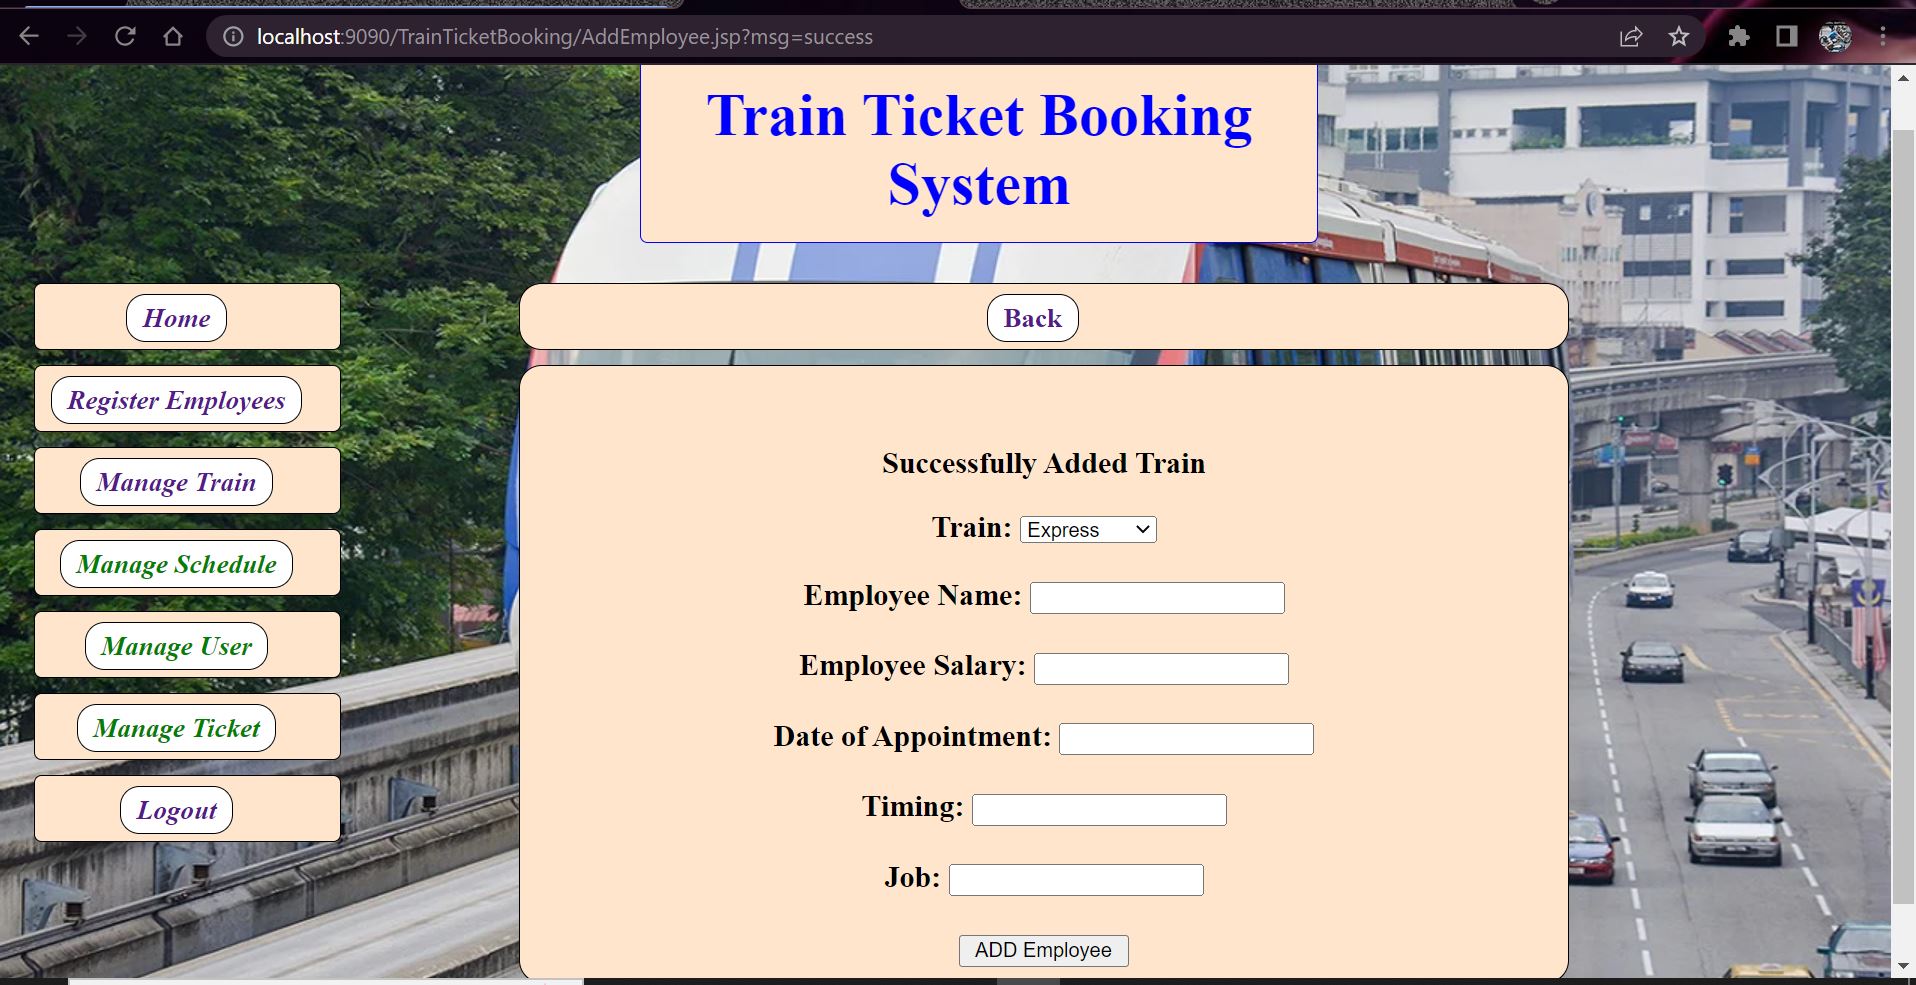 localhost:9090/TrainTicketBooking/AddEmployee.jsp?msg=success
Train Ticket Booking
System
Home
Back
Register Employees
Manage Train
Manage Schedule
Manage User
Manage Ticket
Logout
Successfully Added Train
Train: Express
Employee Name:
Employee Salary:
Date of Appointment:
Timing:
Job:
ADD Employee